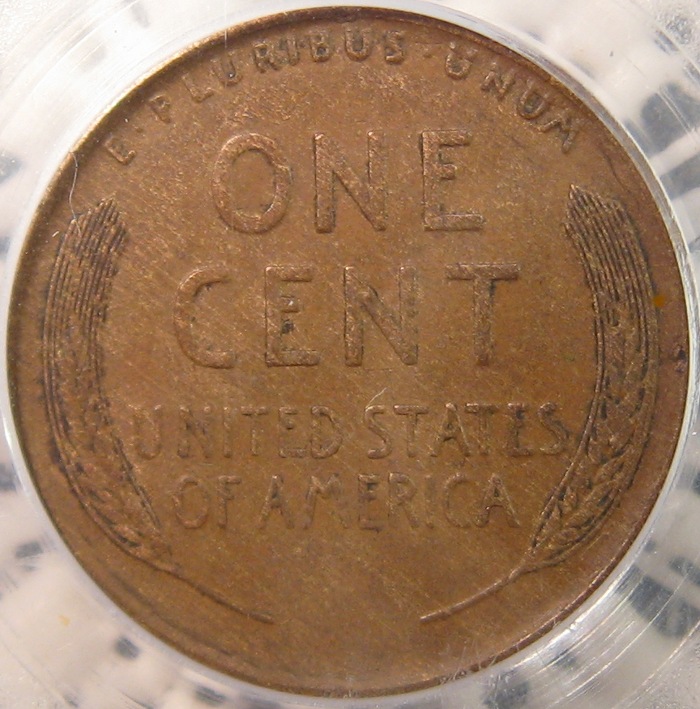 E·PLURIBUS·UNUM
ONE
CENT
UNITED STATES
OF AMERICA